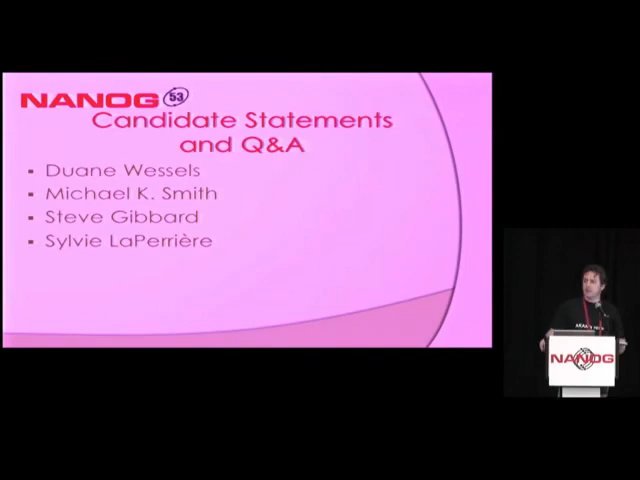 NANOG 53
Candidate Statements
and Q&A
▪ Duane Wessels
▪ Michael K. Smith
▪ Steve Gibbard
▪ Sylvie LaPerrière
NANOG